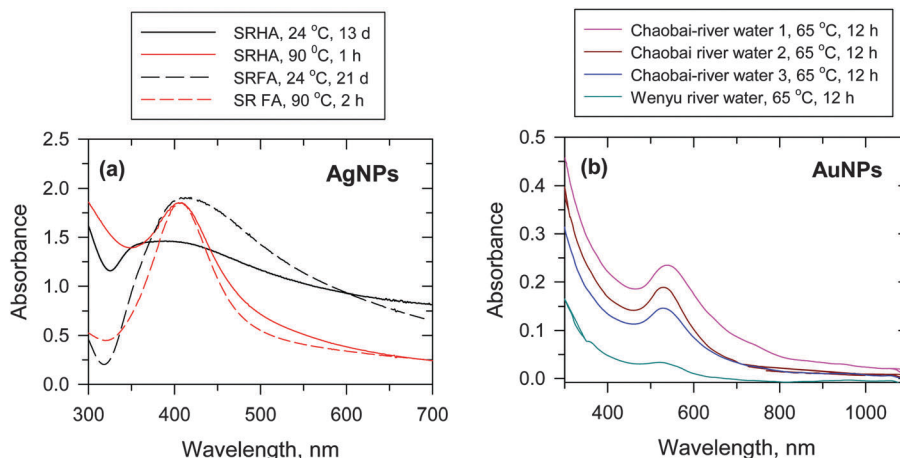 SRHA, 24 °C, 13 d
SRHA, 90 ⁰C, 1 h
SRFA, 24 °C, 21 d
SR FA, 90 °C, 2 h
(a)
AgNPs
2.5
2.0
1.5
1.0
0.5
0.0
Absorbance
300 400 500 600 700
Wavelength, nm
Chaobai-river water 1, 65 °C, 12 h
Chaobai river water 2, 65 °C, 12 h
Chaobai-river water 3, 65 °C, 12 h
Wenyu river water, 65 °C, 12 h
(b)
AuNPs
0.5
0.4
0.3
0.2
0.1
0.0
Absorbance
400 600 800 1000
Wavelength, nm